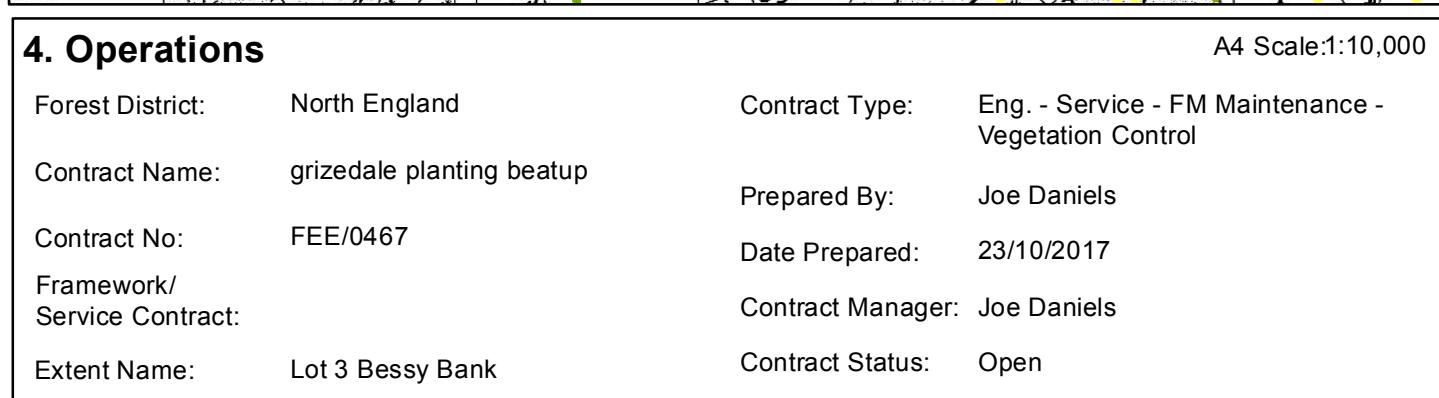 4. Operations
A4 Scale:1:10,000
Forest District: North England
Contract Name: grizedale planting beatup
Contract No: FEE/0467
Framework/
Service Contract:
Extent Name: Lot 3 Bessy Bank
Contract Type: Eng. - Service - FM Maintenance -
Vegetation Control
Prepared By: Joe Daniels
Date Prepared: 23/10/2017
Contract Manager: Joe Daniels
Contract Status: Open